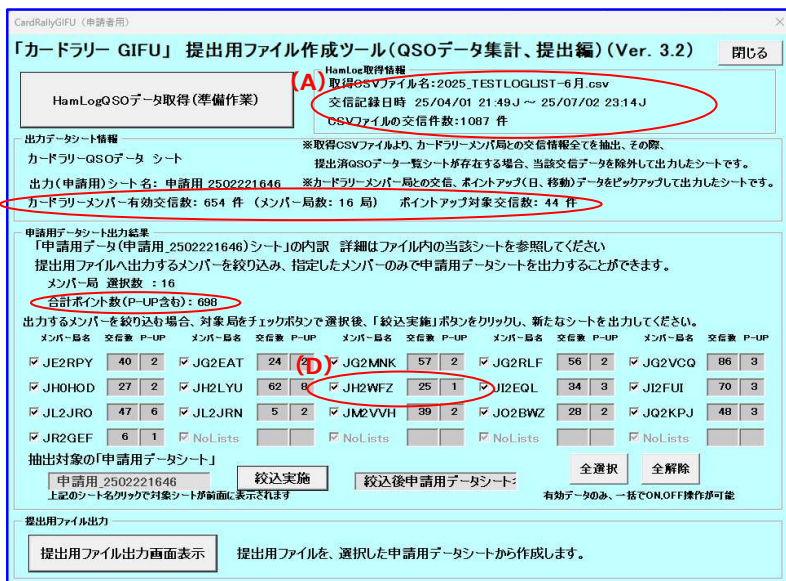 CardRallyGIFU (申請者用)
「カードラリー GIFU」 提出用ファイル作成ツール(QSOデータ集計、提出編)(Ver. 3.2)
閉じる
HamLogQSOデータ取得(準備作業)
(A)
HamLog取得情報
取得CSVファイル名:2025_TESTLOGLIST-6月.csv
交信記録日時 25/04/01 21:49J ~ 25/07/02 23:14J
CSVファイルの交信件数:1087 件
出力データシート情報
カードラリーQSOデータ シート
※取得CSVファイルより、カードラリーメンバ局との交信情報全てを抽出、その際、
提出済QSOデータ一覧シートが存在する場合、当該交信データを除外して出力したシートです。
出力(申請用)シート名: 申請用_2502221646
※カードラリーメンバー局との交信、ポイントアップ(日、移動)データをピックアップして出力したシートです。
カードラリーメンバー有効交信数: 654 件 (メンバー局数: 16 局) ポイントアップ対象交信数: 44 件
申請用データシート出力結果
「申請用データ(申請用_2502221646)シート」の内訳 詳細はファイル内の当該シートを参照してください
提出用ファイルへ出力するメンバーを絞り込み、指定したメンバーのみで申請用データシートを出力することができます。
メンバー局 選択数 :16
合計ポイント数(P-UP含む): 698
出力するメンバーを絞り込む場合、対象局をチェックボタンで選択後、「絞込実施」ボタンをクリックし、新たなシートを出力してください。
メンバー局名 交信数 P-UP メンバー局名 交信数 P-UP メンバー局名 交信数 P-UP メンバー局名 交信数 P-UP メンバー局名 交信数 P-UP
JE2RPY 40 2 JG2EAT 24 2 JG2MNK 57 2 JG2RLF 56 2 JG2VCQ 86 3
(D)
JH0HOD 27 2 JH2LYU 62 8 JH2WFZ 25 1 JI2EQL 34 3 JI2FUI 70 3
JL2JRO 47 6 JL2JRN 5 2 JM2VVH 39 2 JO2BWZ 28 2 JQ2KPJ 48 3
JR2GEF 6 1 NoLists NoLists NoLists NoLists
抽出対象の「申請用データシート」
申請用_2502221646
絞込実施
絞込後申請用データシート
全選択
全解除
上記のシート名クリックで対象シートが前面に表示されます
有効データのみ、一括でON,OFF操作が可能
提出用ファイル出力
提出用ファイル出力画面表示
提出用ファイルを、選択した申請用データシートから作成します。